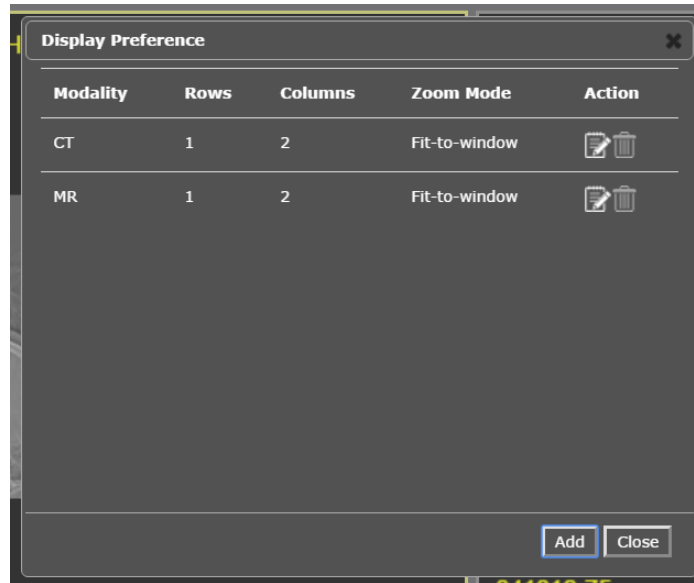 Display Preference
Modality Rows Columns Zoom Mode Action
CT 1 2 Fit-to-window
MR 1 2 Fit-to-window
Add Close